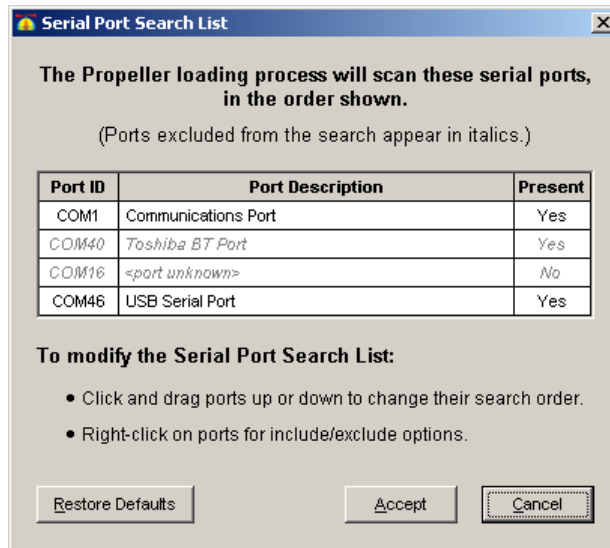 Serial Port Search List
The Propeller loading process will scan these serial ports,
in the order shown.
(Ports excluded from the search appear in italics.)
Port ID Port Description Present
COM1 Communications Port Yes
COM40 Toshiba BT Port Yes
COM16 <port unknown> No
COM46 USB Serial Port Yes
To modify the Serial Port Search List:
• Click and drag ports up or down to change their search order.
• Right-click on ports for include/exclude options.
Restore Defaults Accept Cancel